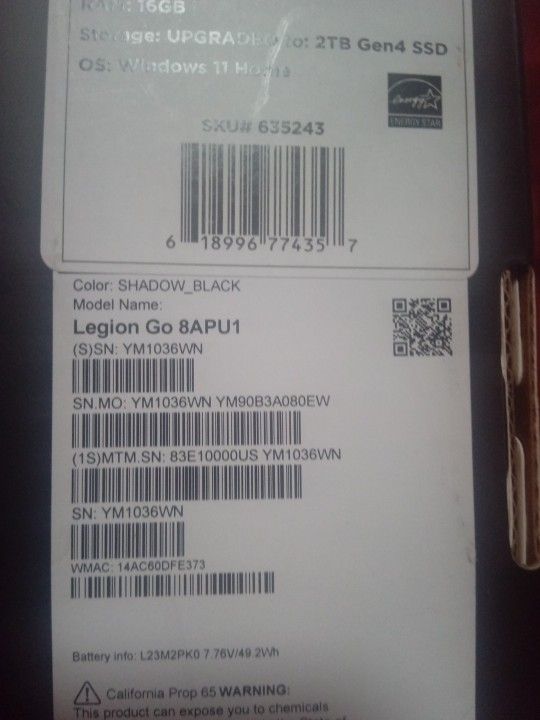 RAM: 16GB
Storage: UPGRADED to: 2TB Gen4 SSD
OS: Windows 11 Home
energy
ENERGY STAR
SKU# 635243
6 18996 77435 7
Color: SHADOW_BLACK
Model Name:
Legion Go 8APU1
(S)SN: YM1036WN
SN.MO: YM1036WN YM90B3A080EW
(1S)MTM.SN: 83E10000US YM1036WN
SN: YM1036WN
WMAC: 14AC60DFE373
Battery info: L23M2PK0 7.76V/49.2Wh
California Prop 65 WARNING:
This product can expose you to chemicals
State of